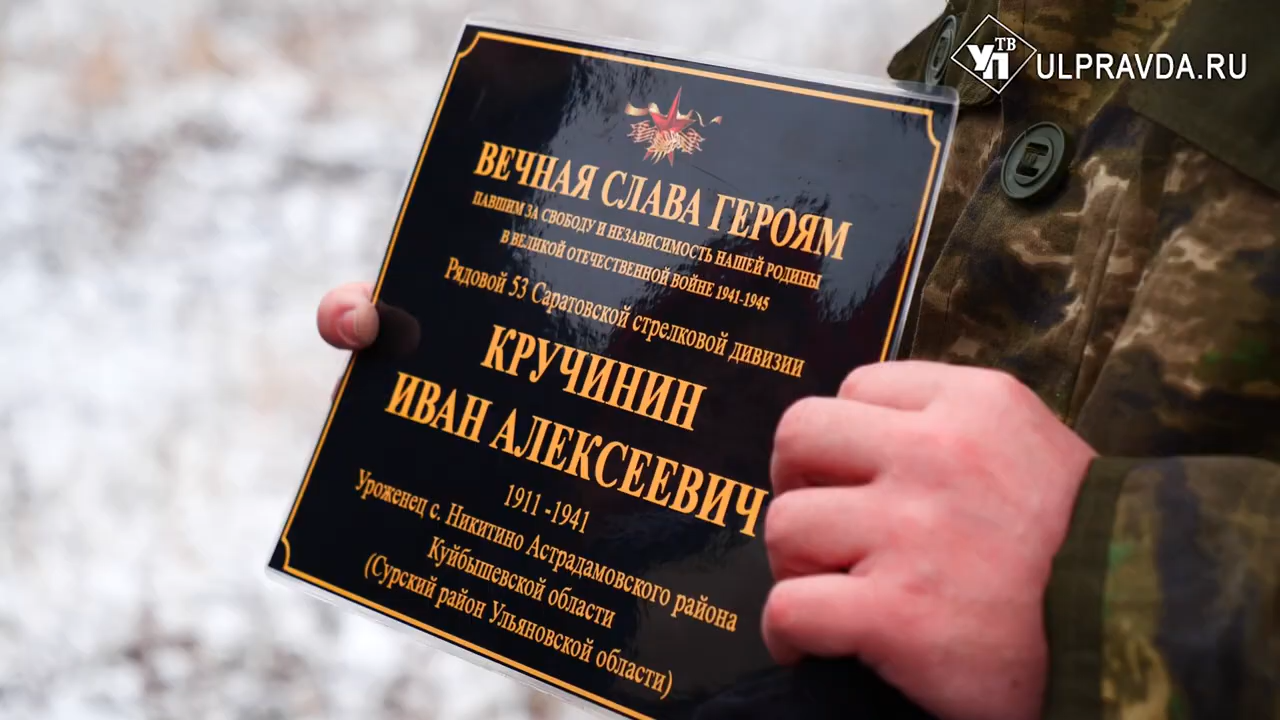 УП ТВ ULPRAVDA.RU
ВЕЧНАЯ СЛАВА ГЕРОЯМ
ПАВШИМ ЗА СВОБОДУ И НЕЗАВИСИМОСТЬ НАШЕЙ РОДИНЫ
В ВЕЛИКОЙ ОТЕЧЕСТВЕННОЙ ВОЙНЕ 1941-1945
Рядовой 53 Саратовской стрелковой дивизии
КРУЧИНИН
ИВАН АЛЕКСЕЕВИЧ
1911 -1941
Уроженец с. Никитино Астрадамовского района
Куйбышевской области
(Сурский район Ульяновской области)